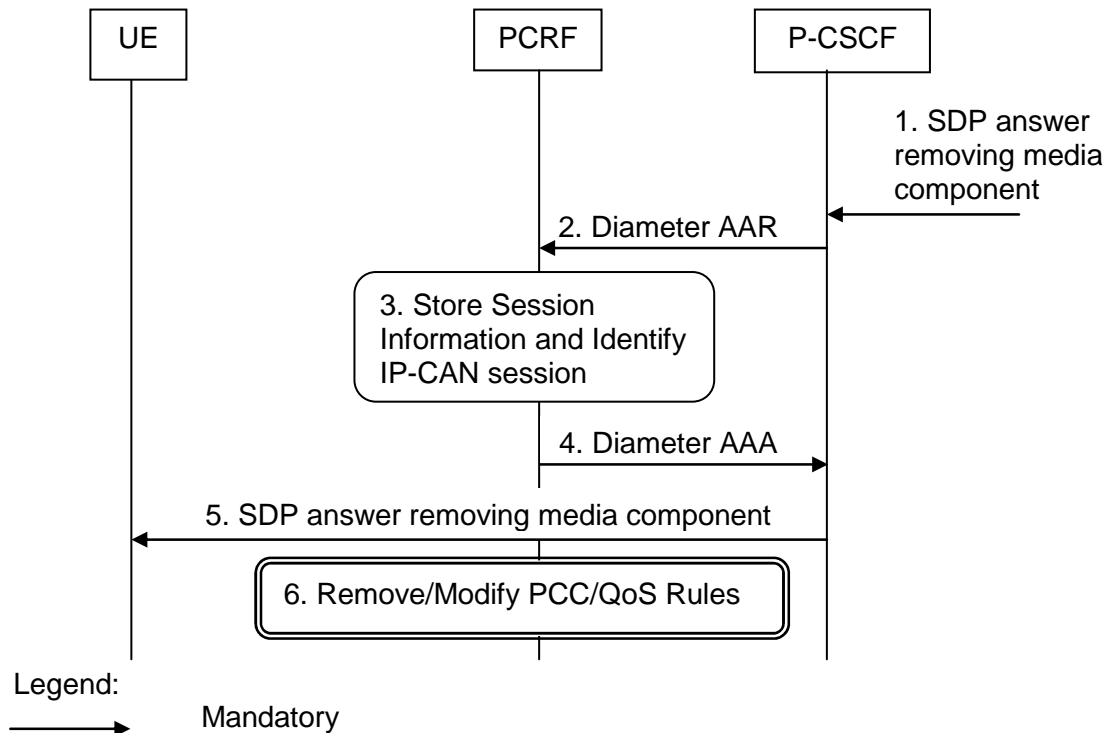 UE
PCRF
P-CSCF
1. SDP answer
removing media
component
2. Diameter AAR
3. Store Session
Information and Identify
IP-CAN session
4. Diameter AAA
5. SDP answer removing media component
6. Remove/Modify PCC/QoS Rules
Legend:
Mandatory